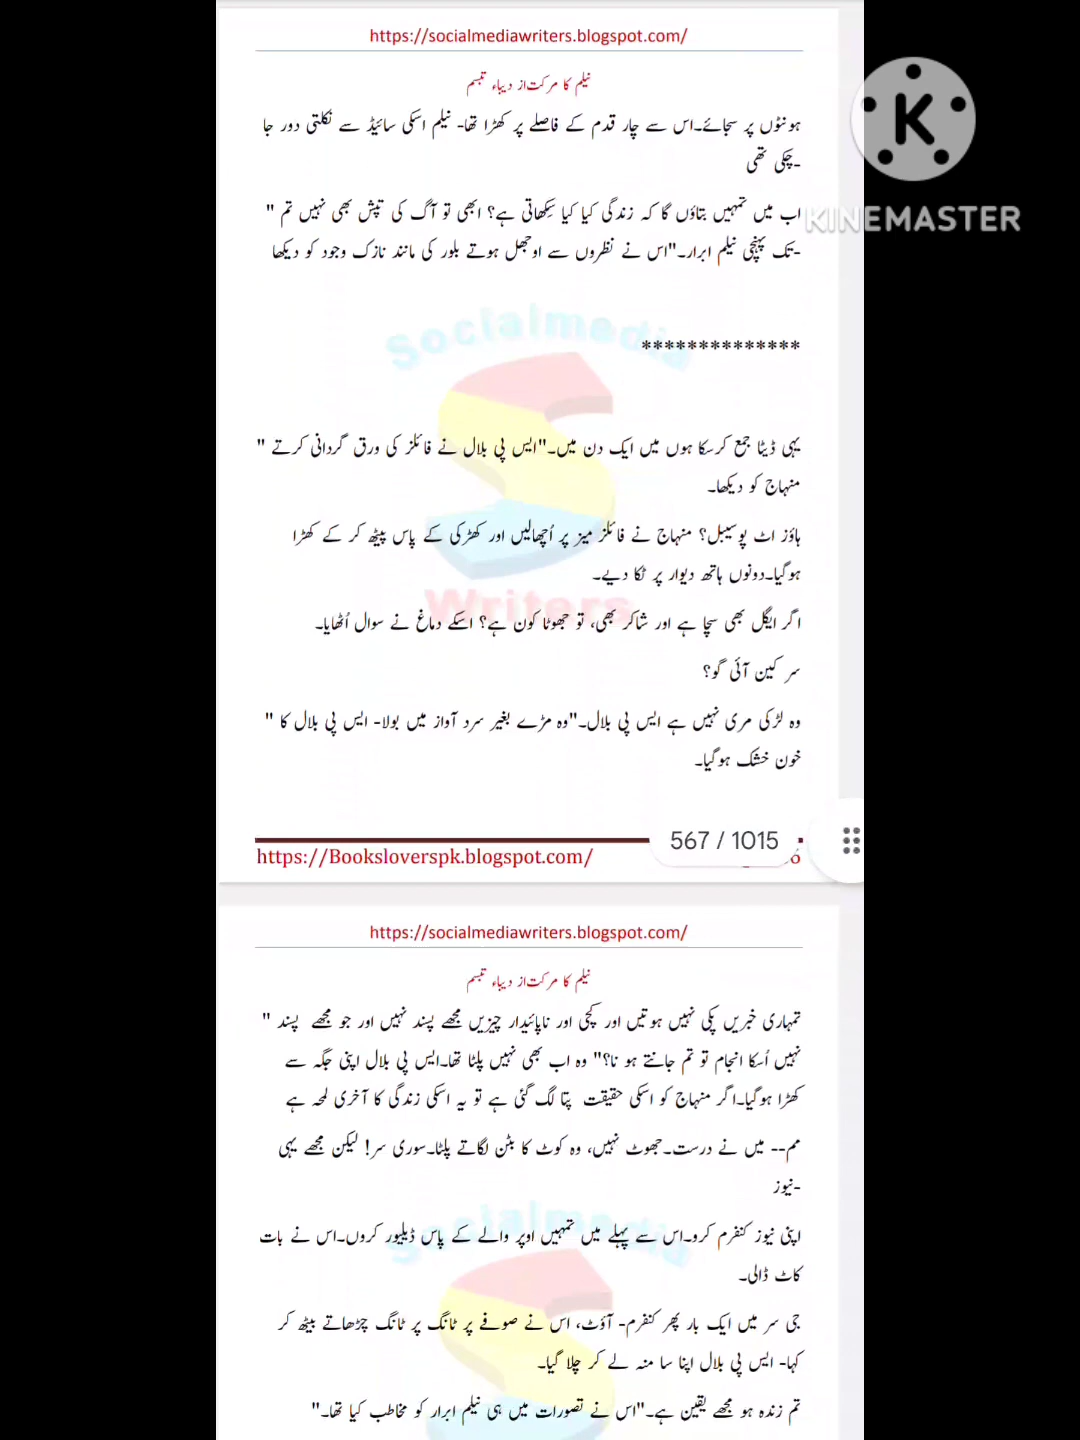 https://socialmediawriters.blogspot.com/
نیلم کا مرکت از دیباء تبسم
ہونٹوں پر سجائے۔اس سے چار قدم کے فاصلے پر کھڑا تھا- نیلم اسکی سائیڈ سے نکلتی دور جا
-چکی تھی
اب میں تمہیں بتاؤں گا کہ زندگی کیا کیا سِکھاتی ہے؟ ابھی تو آگ کی تپش بھی نہیں تم "
-تک پہنچی نیلم ابرار۔"اس نے نظروں سے اوجھل ہوتے بلور کی مانند نازک وجود کو دیکھا
KINEMASTER
Socialmedia
**************
یہی ڈیٹا جمع کرسکا ہوں میں ایک دن میں۔"ایس پی بلال نے فائلز کی ورق گردانی کرتے "
منہاج کو دیکھا۔
ہاؤز اٹ پوسیبل؟ منہاج نے فائلز میز پر اُچھالیں اور کھڑکی کے پاس پیٹھ کر کے کھڑا
ہوگیا۔دونوں ہاتھ دیوار پر ٹکا دیے۔
Writers
اگر ایگل بھی سچا ہے اور شاکر بھی، تو جھوٹا کون ہے؟ اسکے دماغ نے سوال اُٹھایا۔
سر کین آئی گو؟
وہ لڑکی مری نہیں ہے ایس پی بلال۔"وہ مڑے بغیر سرد آواز میں بولا- ایس پی بلال کا "
خون خشک ہوگیا۔
567 / 1015
https://Booksloverspk.blogspot.com/
https://socialmediawriters.blogspot.com/
نیلم کا مرکت از دیباء تبسم
تمہاری خبریں پکی نہیں ہوتیں اور کچی اور ناپائیدار چیزیں مجھے پسند نہیں اور جو مجھے پسند "
نہیں اُسکا انجام تو تم جانتے ہو نا؟" وہ اب بھی نہیں پلٹا تھا۔ایس پی بلال اپنی جگہ سے
کھڑا ہوگیا۔اگر منہاج کو اسکی حقیقت پتا لگ گئی ہے تو یہ اسکی زندگی کا آخری لمحہ ہے
مم-- میں نے درست۔جھوٹ نہیں، وہ کوٹ کا بٹن لگاتے پلٹا۔سوری سر! لیکن مجھے یہی
-نیوز
Socialmedia
اپنی نیوز کنفرم کرو۔اس سے پہلے میں تمہیں اوپر والے کے پاس ڈیلیور کروں۔اس نے بات
کاٹ ڈالی۔
جی سر میں ایک بار پھر کنفرم- آؤٹ، اس نے صوفے پر ٹانگ پر ٹانگ چڑھاتے بیٹھ کر
کہا- ایس پی بلال اپنا سا منہ لے کر چلا گیا۔
تم زندہ ہو مجھے یقین ہے۔"اس نے تصورات میں ہی نیلم ابرار کو مخاطب کیا تھا۔"